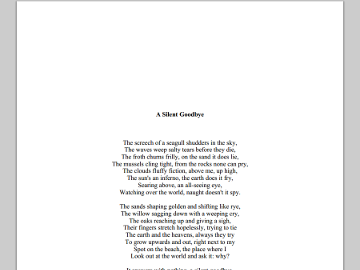 A Silent Goodbye
The screech of a seagull shudders in the sky,
The waves weep salty tears before they die,
The froth churns frilly, on the sand it does lie,
The mussels cling tight, from the rocks none can pry,
The clouds fluffy fiction, above me, up high,
The sun's an inferno, the earth does it fry,
Soaring above, an all-seeing eye,
Watching over the world, naught doesn't it spy.
The sands shaping golden and shifting like rye,
The willow sagging down with a weeping cry,
The oaks reaching up and giving a sigh,
Their fingers stretch hopelessly, trying to tie
The earth and the heavens, always they try
To grow upwards and out, right next to my
Spot on the beach, the place where I
Look out at the world and ask it: why?